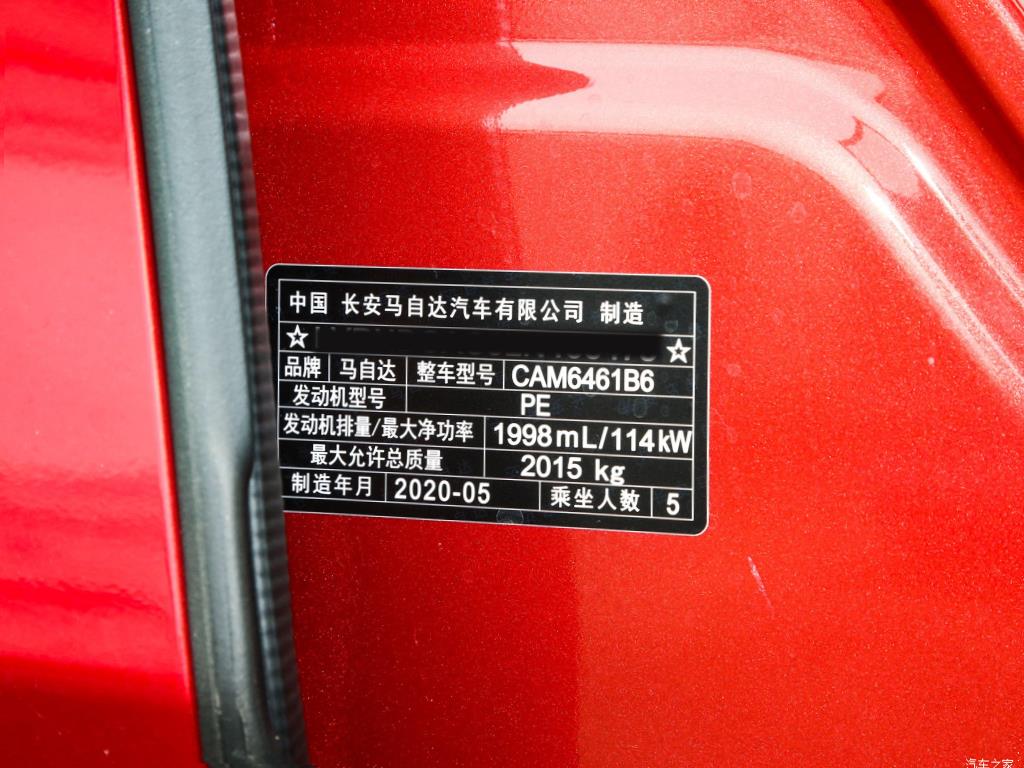 中国 长安马自达汽车有限公司 制造
☆ ☆
品牌 马自达 整车型号 CAM6461B6
发动机型号 PE
发动机排量/最大净功率 1998mL/114kW
最大允许总质量 2015 kg
制造年月 2020-05 乘坐人数 5
汽车之家